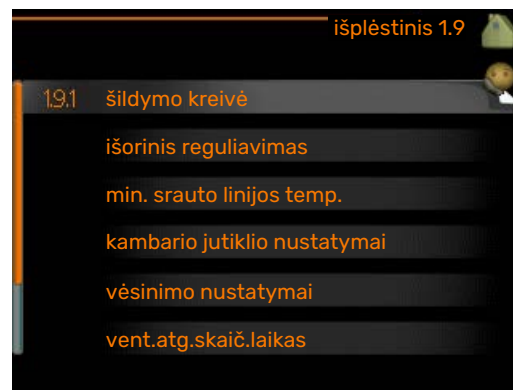 išplėstinis 1.9
1.9.1 šildymo kreivė
išorinis reguliavimas
min. srauto linijos temp.
kambario jutiklio nustatymai
vėsinimo nustatymai
vent.atg.skaič.laikas